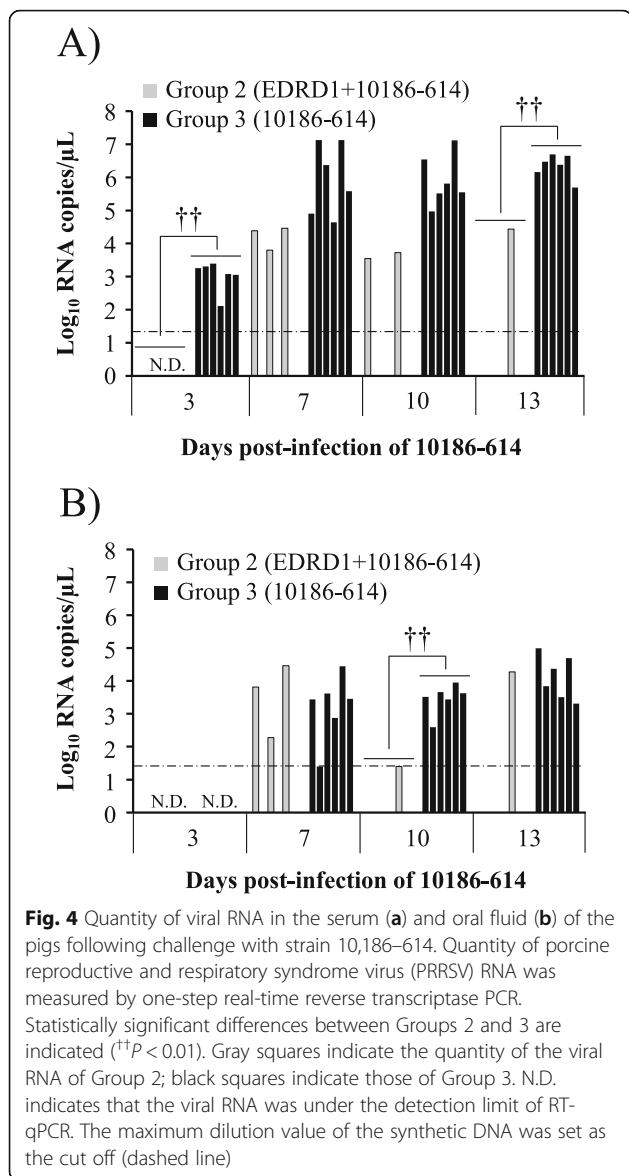 A)
Group 2 (EDRD1+10186-614)
Group 3 (10186-614)
Log10 RNA copies/µL
8
7
6
5
4
3
2
1
0
††
††
N.D.
3 7 10 13
Days post-infection of 10186-614
B)
Group 2 (EDRD1+10186-614)
Group 3 (10186-614)
Log10 RNA copies/µL
8
7
6
5
4
3
2
1
0
††
N.D. N.D.
3 7 10 13
Days post-infection of 10186-614
Fig. 4 Quantity of viral RNA in the serum (a) and oral fluid (b) of the
pigs following challenge with strain 10,186–614. Quantity of porcine
reproductive and respiratory syndrome virus (PRRSV) RNA was
measured by one-step real-time reverse transcriptase PCR.
Statistically significant differences between Groups 2 and 3 are
indicated (††P < 0.01). Gray squares indicate the quantity of the viral
RNA of Group 2; black squares indicate those of Group 3. N.D.
indicates that the viral RNA was under the detection limit of RT-
qPCR. The maximum dilution value of the synthetic DNA was set as
the cut off (dashed line)